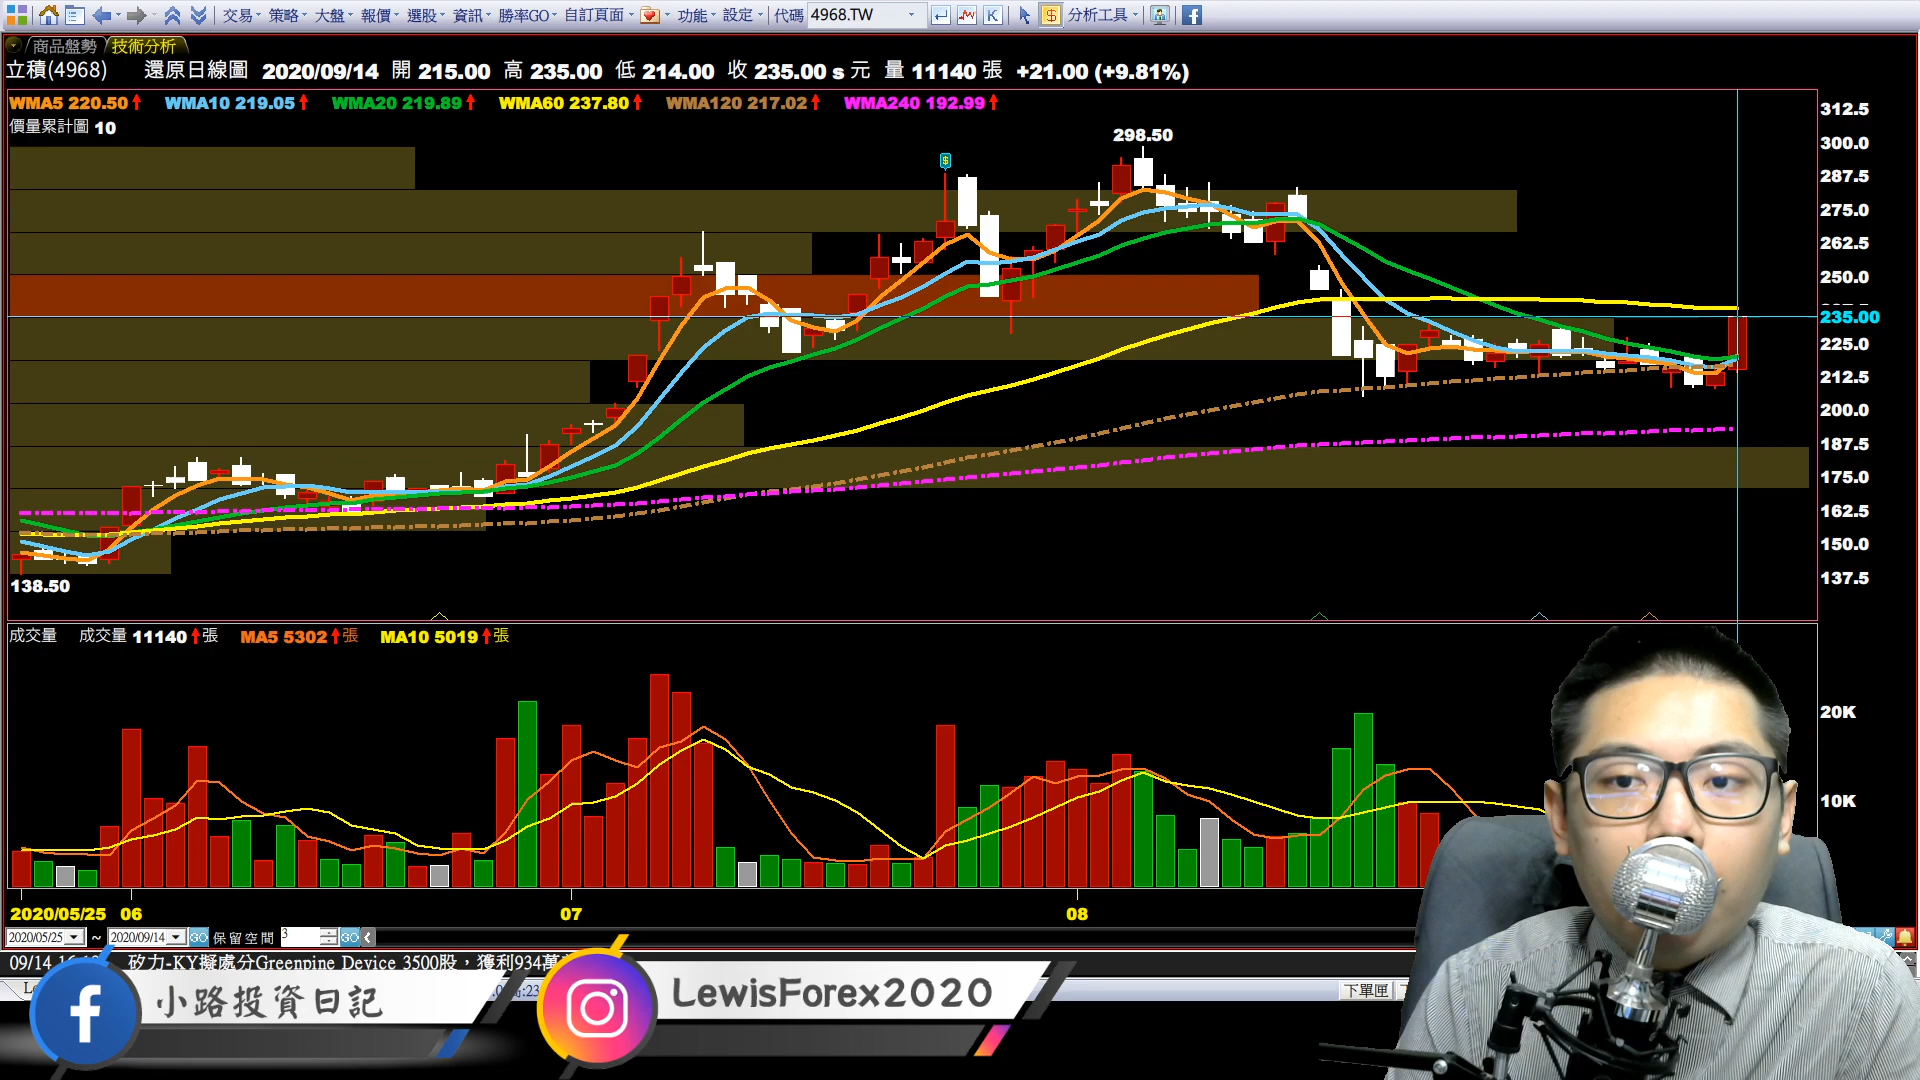 交易 策略 大盤 報價 選股 資訊 勝率GO 自訂頁面 功能 設定 代碼 4968.TW K $ 分析工具
商品盤勢 技術分析
立積(4968) 還原日線圖 2020/09/14 開 215.00 高 235.00 低 214.00 收 235.00 s 元 量 11140 張 +21.00 (+9.81%)
WMA5 220.50 WMA10 219.05 WMA20 219.89 WMA60 237.80 WMA120 217.02 WMA240 192.99
價量累計圖 10
298.50
138.50
312.5
300.0
287.5
275.0
262.5
250.0
235.00
225.0
212.5
200.0
187.5
175.0
162.5
150.0
137.5
成交量 成交量 11140 張 MA5 5302 張 MA10 5019 張
20K
10K
2020/05/25 06 07 08
2020/05/25 ~ 2020/09/14 GO 保留空間 3 GO
09/14 矽力-KY擬處分Greenpine Device 3500股，獲利934萬
下單匣
小路投資日記
LewisForex2020